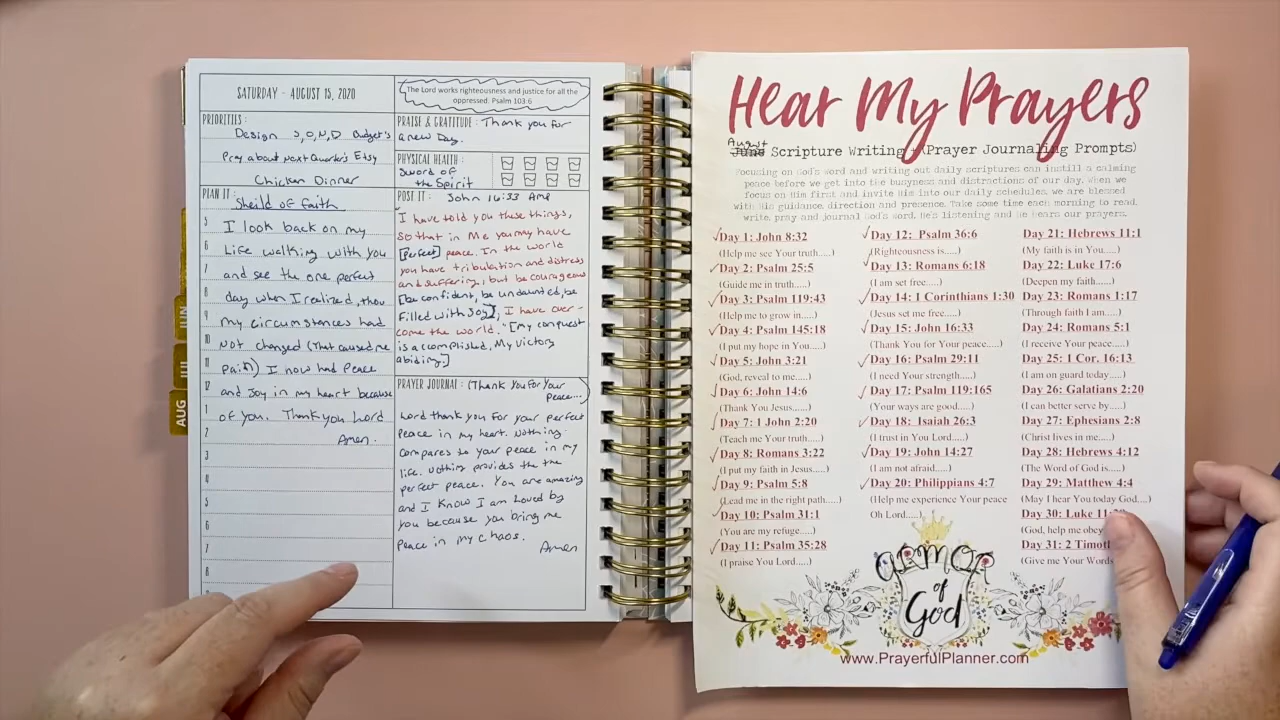 SATURDAY - AUGUST 15, 2020
PRIORITIES:
Design S,O,N,D Budget's
Pray about next Quarter's Etsy
Chicken Dinner
PLAN IT:
Sheild of Faith
5 I look back on my
6 Life walking with you
7 and see the one perfect
8 day when I realized, thou
9 my circumstances had
10 Not changed (That caused me
11 Pain) I now had Peace
12 and Joy in my heart because
1 of you. Thank you Lord
2 Amen.
3
4
5
6
7
8
The Lord works righteousness and justice for all the
oppressed. Psalm 103:6
PRAISE & GRATITUDE: Thank you for
a new Day.
PHYSICAL HEALTH:
Sword of
the Spirit
POST IT: John 16:33 Amp
I have told you these things,
so that in Me you may have
[Perfect] peace. In the world
you have tribulation and distress
and suffering, but be courageous
[be confident, be undaunted, be
Filled with Joy], I have over-
come the world." [My conquest
is accomplished, My Victory
abiding.]
PRAYER JOURNAL: (Thank You For Your
Peace...)
Lord thank you for your perfect
Peace in my heart. Nothing
compares to your peace in my
life. Nothing provides the the
perfect peace. You are amazing
and I Know I am Loved by
you because you bring me
Peace in my chaos.
Amen
JUN
JUL
AUG
Hear My Prayers
August
June Scripture Writing + (Prayer Journaling Prompts)
Focusing on God's word and writing out daily scriptures can instill a calming
peace before we get into the busyness and distractions of our day. When we
focus on Him first and invite Him into our daily schedules, we are blessed
with His guidance, direction and presence. Take some time each morning to read,
write, pray and journal God's word. He's listening and He hears our prayers.
Day 1: John 8:32
(Help me see Your truth.....)
Day 2: Psalm 25:5
(Guide me in truth.....)
Day 3: Psalm 119:43
(Help me to grow in.....)
Day 4: Psalm 145:18
(I put my hope in You.....)
Day 5: John 3:21
(God, reveal to me.....)
Day 6: John 14:6
(Thank You Jesus.....)
Day 7: 1 John 2:20
(Teach me Your truth.....)
Day 8: Romans 3:22
(I put my faith in Jesus.....)
Day 9: Psalm 5:8
(Lead me in the right path.....)
Day 10: Psalm 31:1
(You are my refuge....)
Day 11: Psalm 35:28
(I praise You Lord.....)
Day 12: Psalm 36:6
(Righteousness is....)
Day 13: Romans 6:18
(I am set free.....)
Day 14: 1 Corinthians 1:30
(Jesus set me free.....)
Day 15: John 16:33
(Thank You for Your peace.....)
Day 16: Psalm 29:11
(I need Your strength....)
Day 17: Psalm 119:165
(Your ways are good.....)
Day 18: Isaiah 26:3
(I trust in You Lord.....)
Day 19: John 14:27
(I am not afraid.....)
Day 20: Philippians 4:7
(Help me experience Your peace
Oh Lord.....)
Day 21: Hebrews 11:1
(My faith is in You.....)
Day 22: Luke 17:6
(Deepen my faith......)
Day 23: Romans 1:17
(Through faith I am.....)
Day 24: Romans 5:1
(I receive Your peace.....)
Day 25: 1 Cor. 16:13
(I am on guard today....)
Day 26: Galatians 2:20
(I can better serve by.....)
Day 27: Ephesians 2:8
(Christ lives in me.....)
Day 28: Hebrews 4:12
(The Word of God is.....)
Day 29: Matthew 4:4
(May I hear You today God....)
Day 30: Luke
(God, help me
Day 31: 2
(Give me Your
ARMOR
of
God
www.PrayerfulPlanner.com